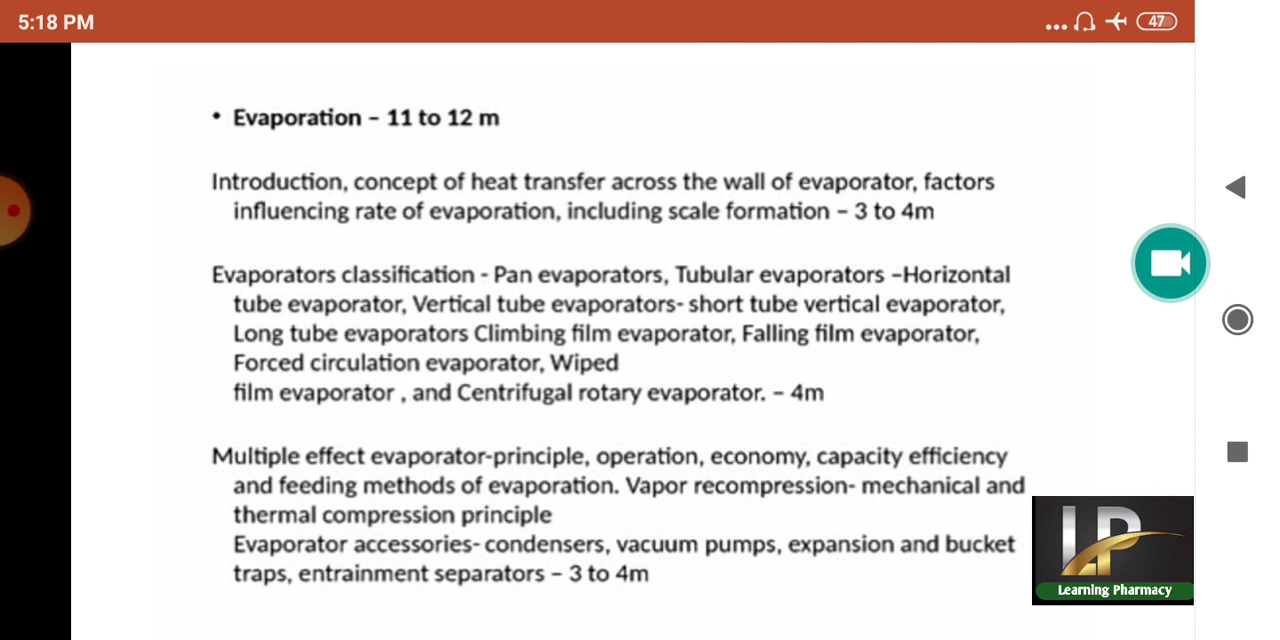 5:18 PM
47
• Evaporation – 11 to 12 m
Introduction, concept of heat transfer across the wall of evaporator, factors
influencing rate of evaporation, including scale formation – 3 to 4m
Evaporators classification - Pan evaporators, Tubular evaporators –Horizontal
tube evaporator, Vertical tube evaporators- short tube vertical evaporator,
Long tube evaporators Climbing film evaporator, Falling film evaporator,
Forced circulation evaporator, Wiped
film evaporator , and Centrifugal rotary evaporator. – 4m
Multiple effect evaporator-principle, operation, economy, capacity efficiency
and feeding methods of evaporation. Vapor recompression- mechanical and
thermal compression principle
Evaporator accessories- condensers, vacuum pumps, expansion and bucket
traps, entrainment separators – 3 to 4m
LP
Learning Pharmacy